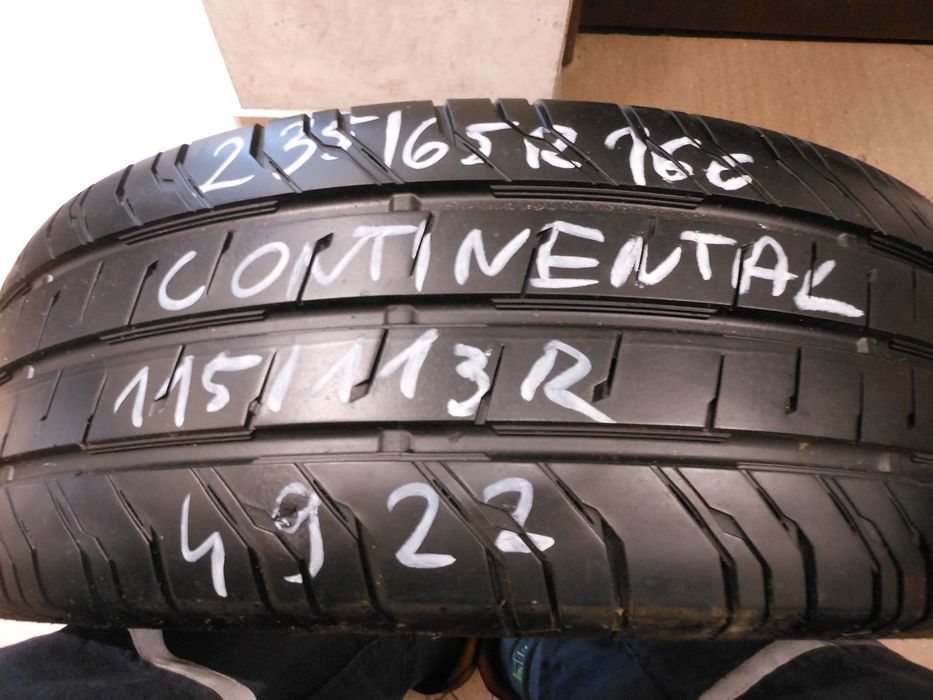 235/65R16C
CONTINENTAL
115/113R
4922